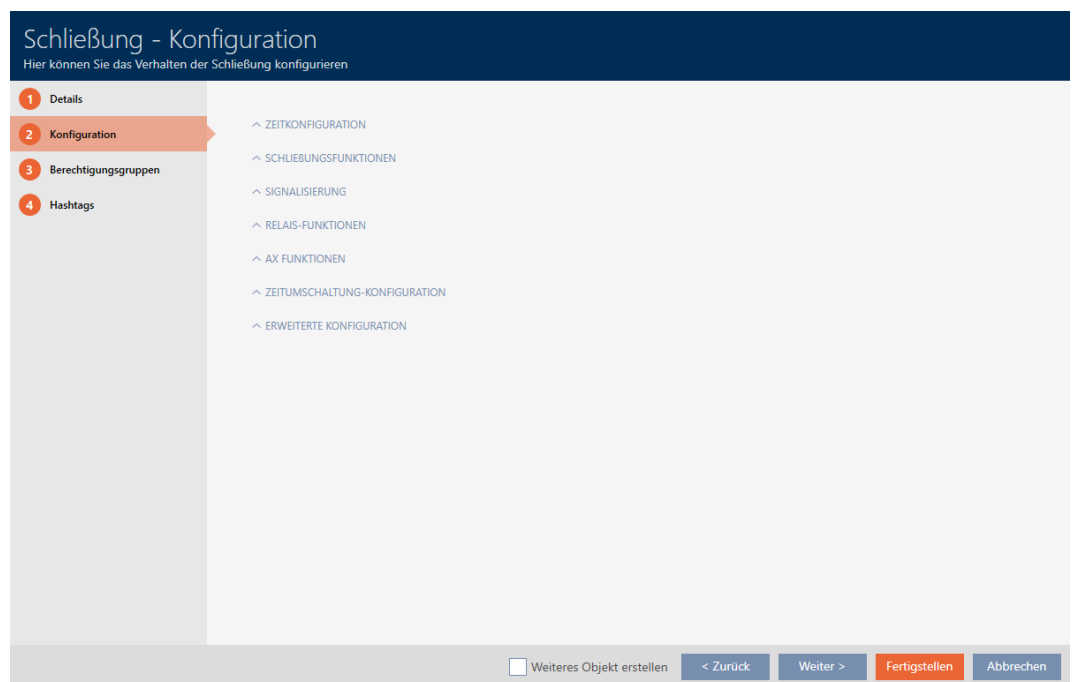 Schließung - Konfiguration
Hier können Sie das Verhalten der Schließung konfigurieren
1 Details
2 Konfiguration
3 Berechtigungsgruppen
4 Hashtags
ZEITKONFIGURATION
SCHLIEßUNGSFUNKTIONEN
SIGNALISIERUNG
RELAIS-FUNKTIONEN
AX FUNKTIONEN
ZEITUMSCHALTUNG-KONFIGURATION
ERWEITERTE KONFIGURATION
Weiteres Objekt erstellen < Zurück Weiter > Fertigstellen Abbrechen